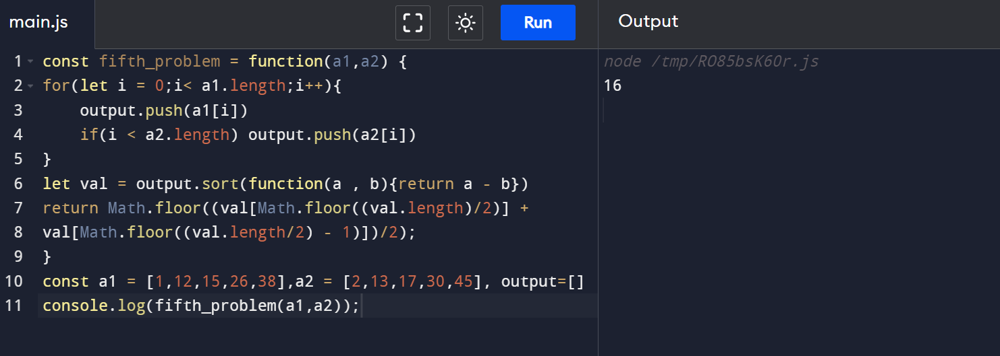 main.js
Run
Output
1 const fifth_problem = function(a1,a2) {
2 for(let i = 0;i< a1.length;i++){
3     output.push(a1[i])
4     if(i < a2.length) output.push(a2[i])
5 }
6 let val = output.sort(function(a , b){return a - b})
7 return Math.floor((val[Math.floor((val.length)/2)] +
8 val[Math.floor((val.length/2) - 1)])/2);
9 }
10 const a1 = [1,12,15,26,38],a2 = [2,13,17,30,45], output=[]
11 console.log(fifth_problem(a1,a2));
node /tmp/RO85bsK6Or.js
16